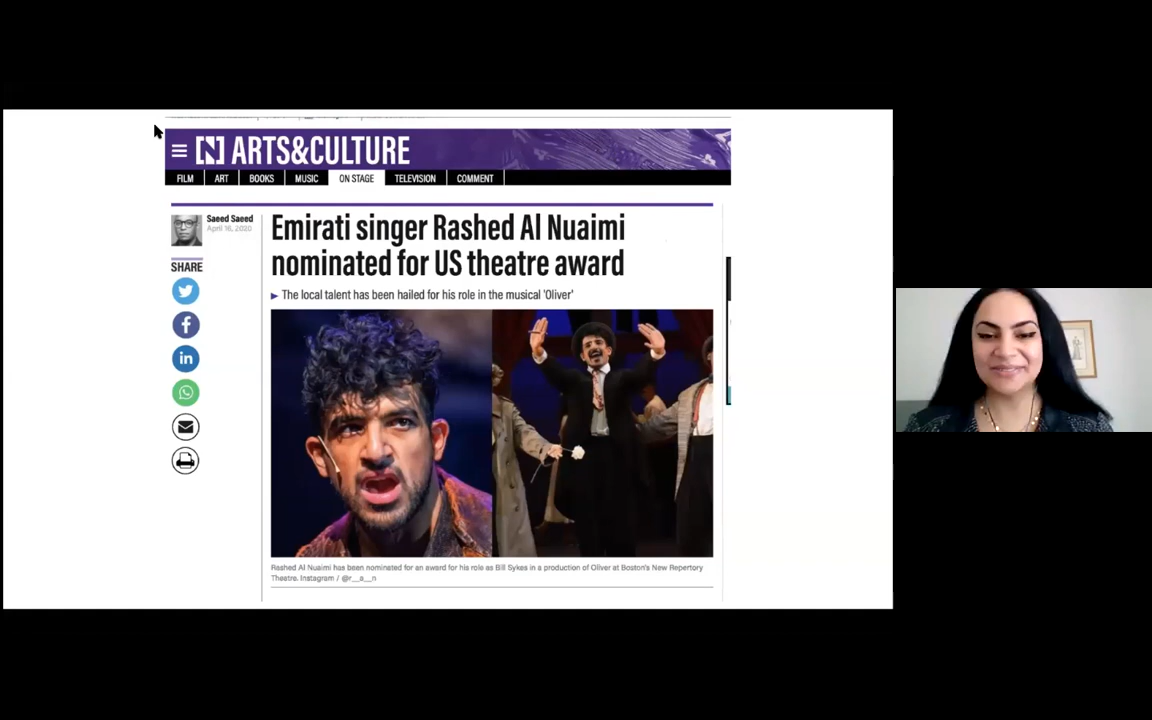 ARTS&CULTURE
FILM ART BOOKS MUSIC ON STAGE TELEVISION COMMENT
Saeed Saeed
April 16, 2020
SHARE
Emirati singer Rashed Al Nuaimi
nominated for US theatre award
The local talent has been hailed for his role in the musical 'Oliver'
Rashed Al Nuaimi has been nominated for an award for his role as Bill Sykes in a production of Oliver at Boston's New Repertory
Theatre. Instagram / @r__a__n